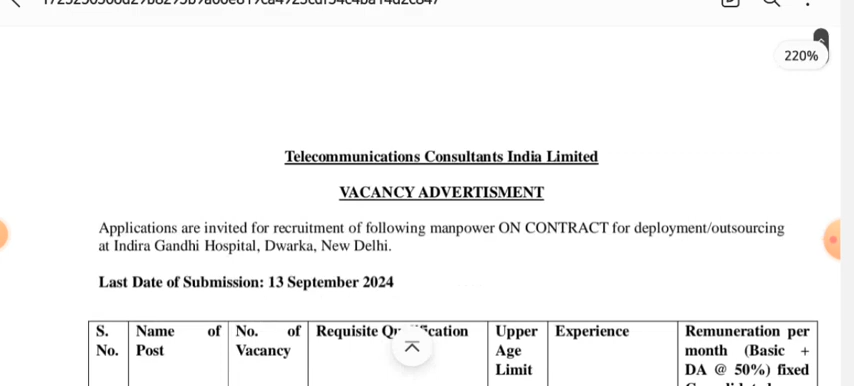 220%
Telecommunications Consultants India Limited
VACANCY ADVERTISMENT
Applications are invited for recruitment of following manpower ON CONTRACT for deployment/outsourcing
at Indira Gandhi Hospital, Dwarka, New Delhi.
Last Date of Submission: 13 September 2024
S. No.
Name of Post
No. of Vacancy
Requisite
Upper Age Limit
Experience
Remuneration per month (Basic + DA @ 50%) fixed